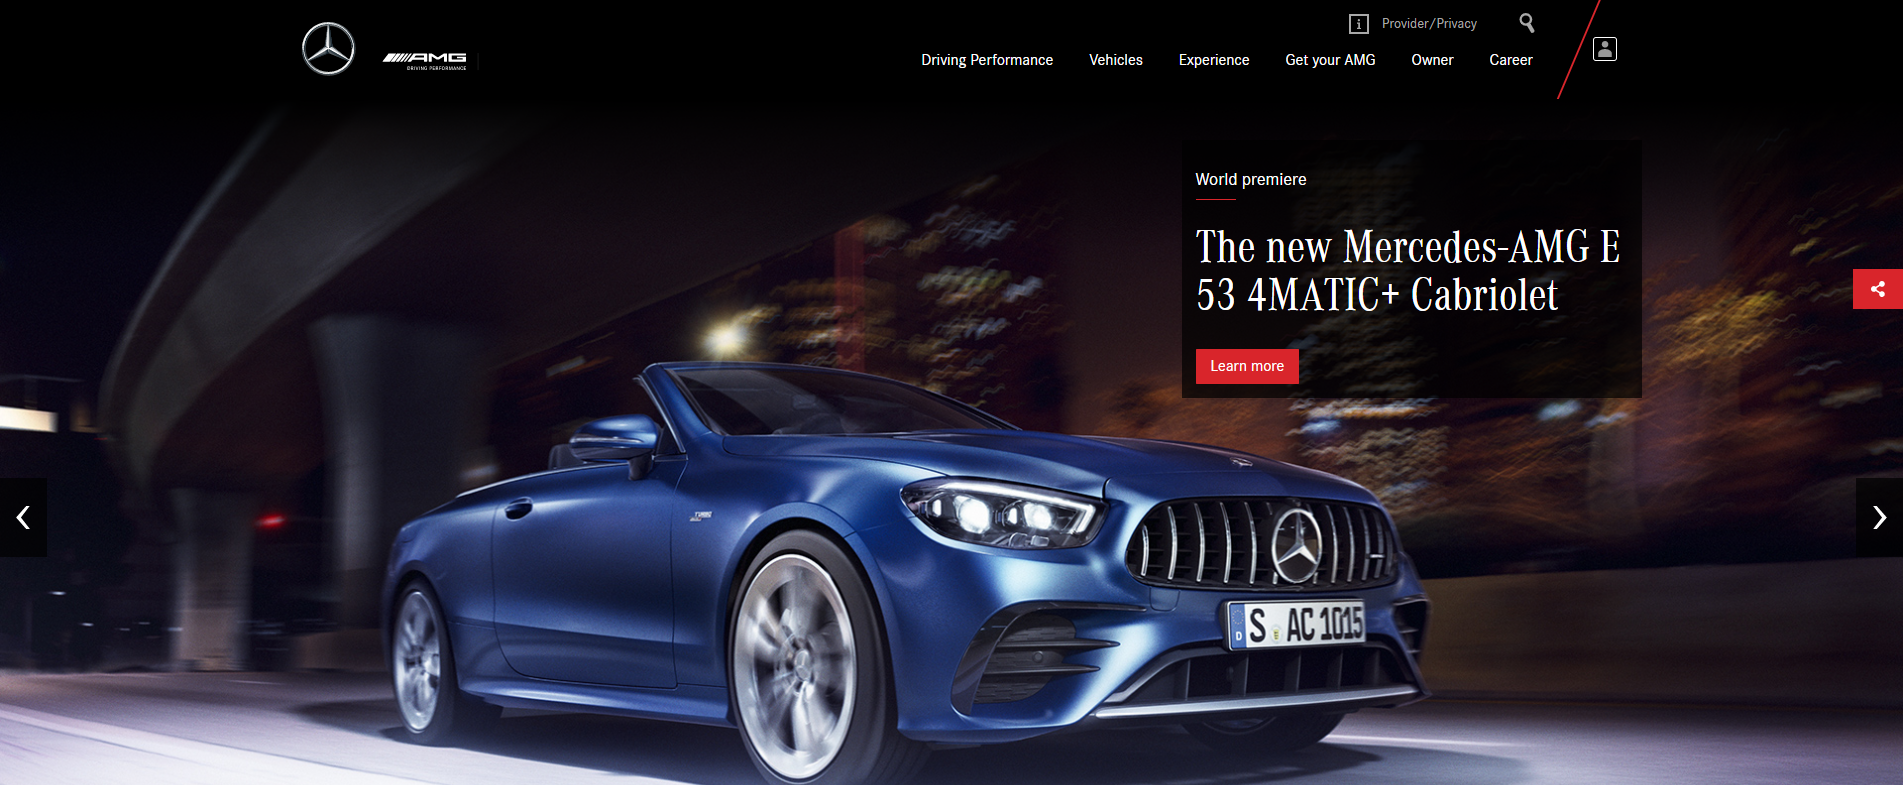 AMG
DRIVING PERFORMANCE
i Provider/Privacy
Driving Performance Vehicles Experience Get your AMG Owner Career
World premiere
The new Mercedes-AMG E
53 4MATIC+ Cabriolet
Learn more
TURBO
D S AC 1015